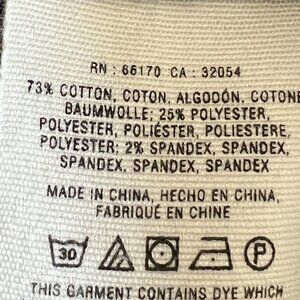 RN : 66170 CA : 32054
73% COTTON, COTON, ALGODÓN, COTONE
BAUMWOLLE; 25% POLYESTER,
POLYESTER, POLIÉSTER, POLIESTERE,
POLYESTER; 2% SPANDEX, SPANDEX,
SPANDEX, SPANDEX, SPANDEX
MADE IN CHINA, HECHO EN CHINA,
FABRIQUÉ EN CHINE
30 P
THIS GARMENT CONTAINS DYE WHICH